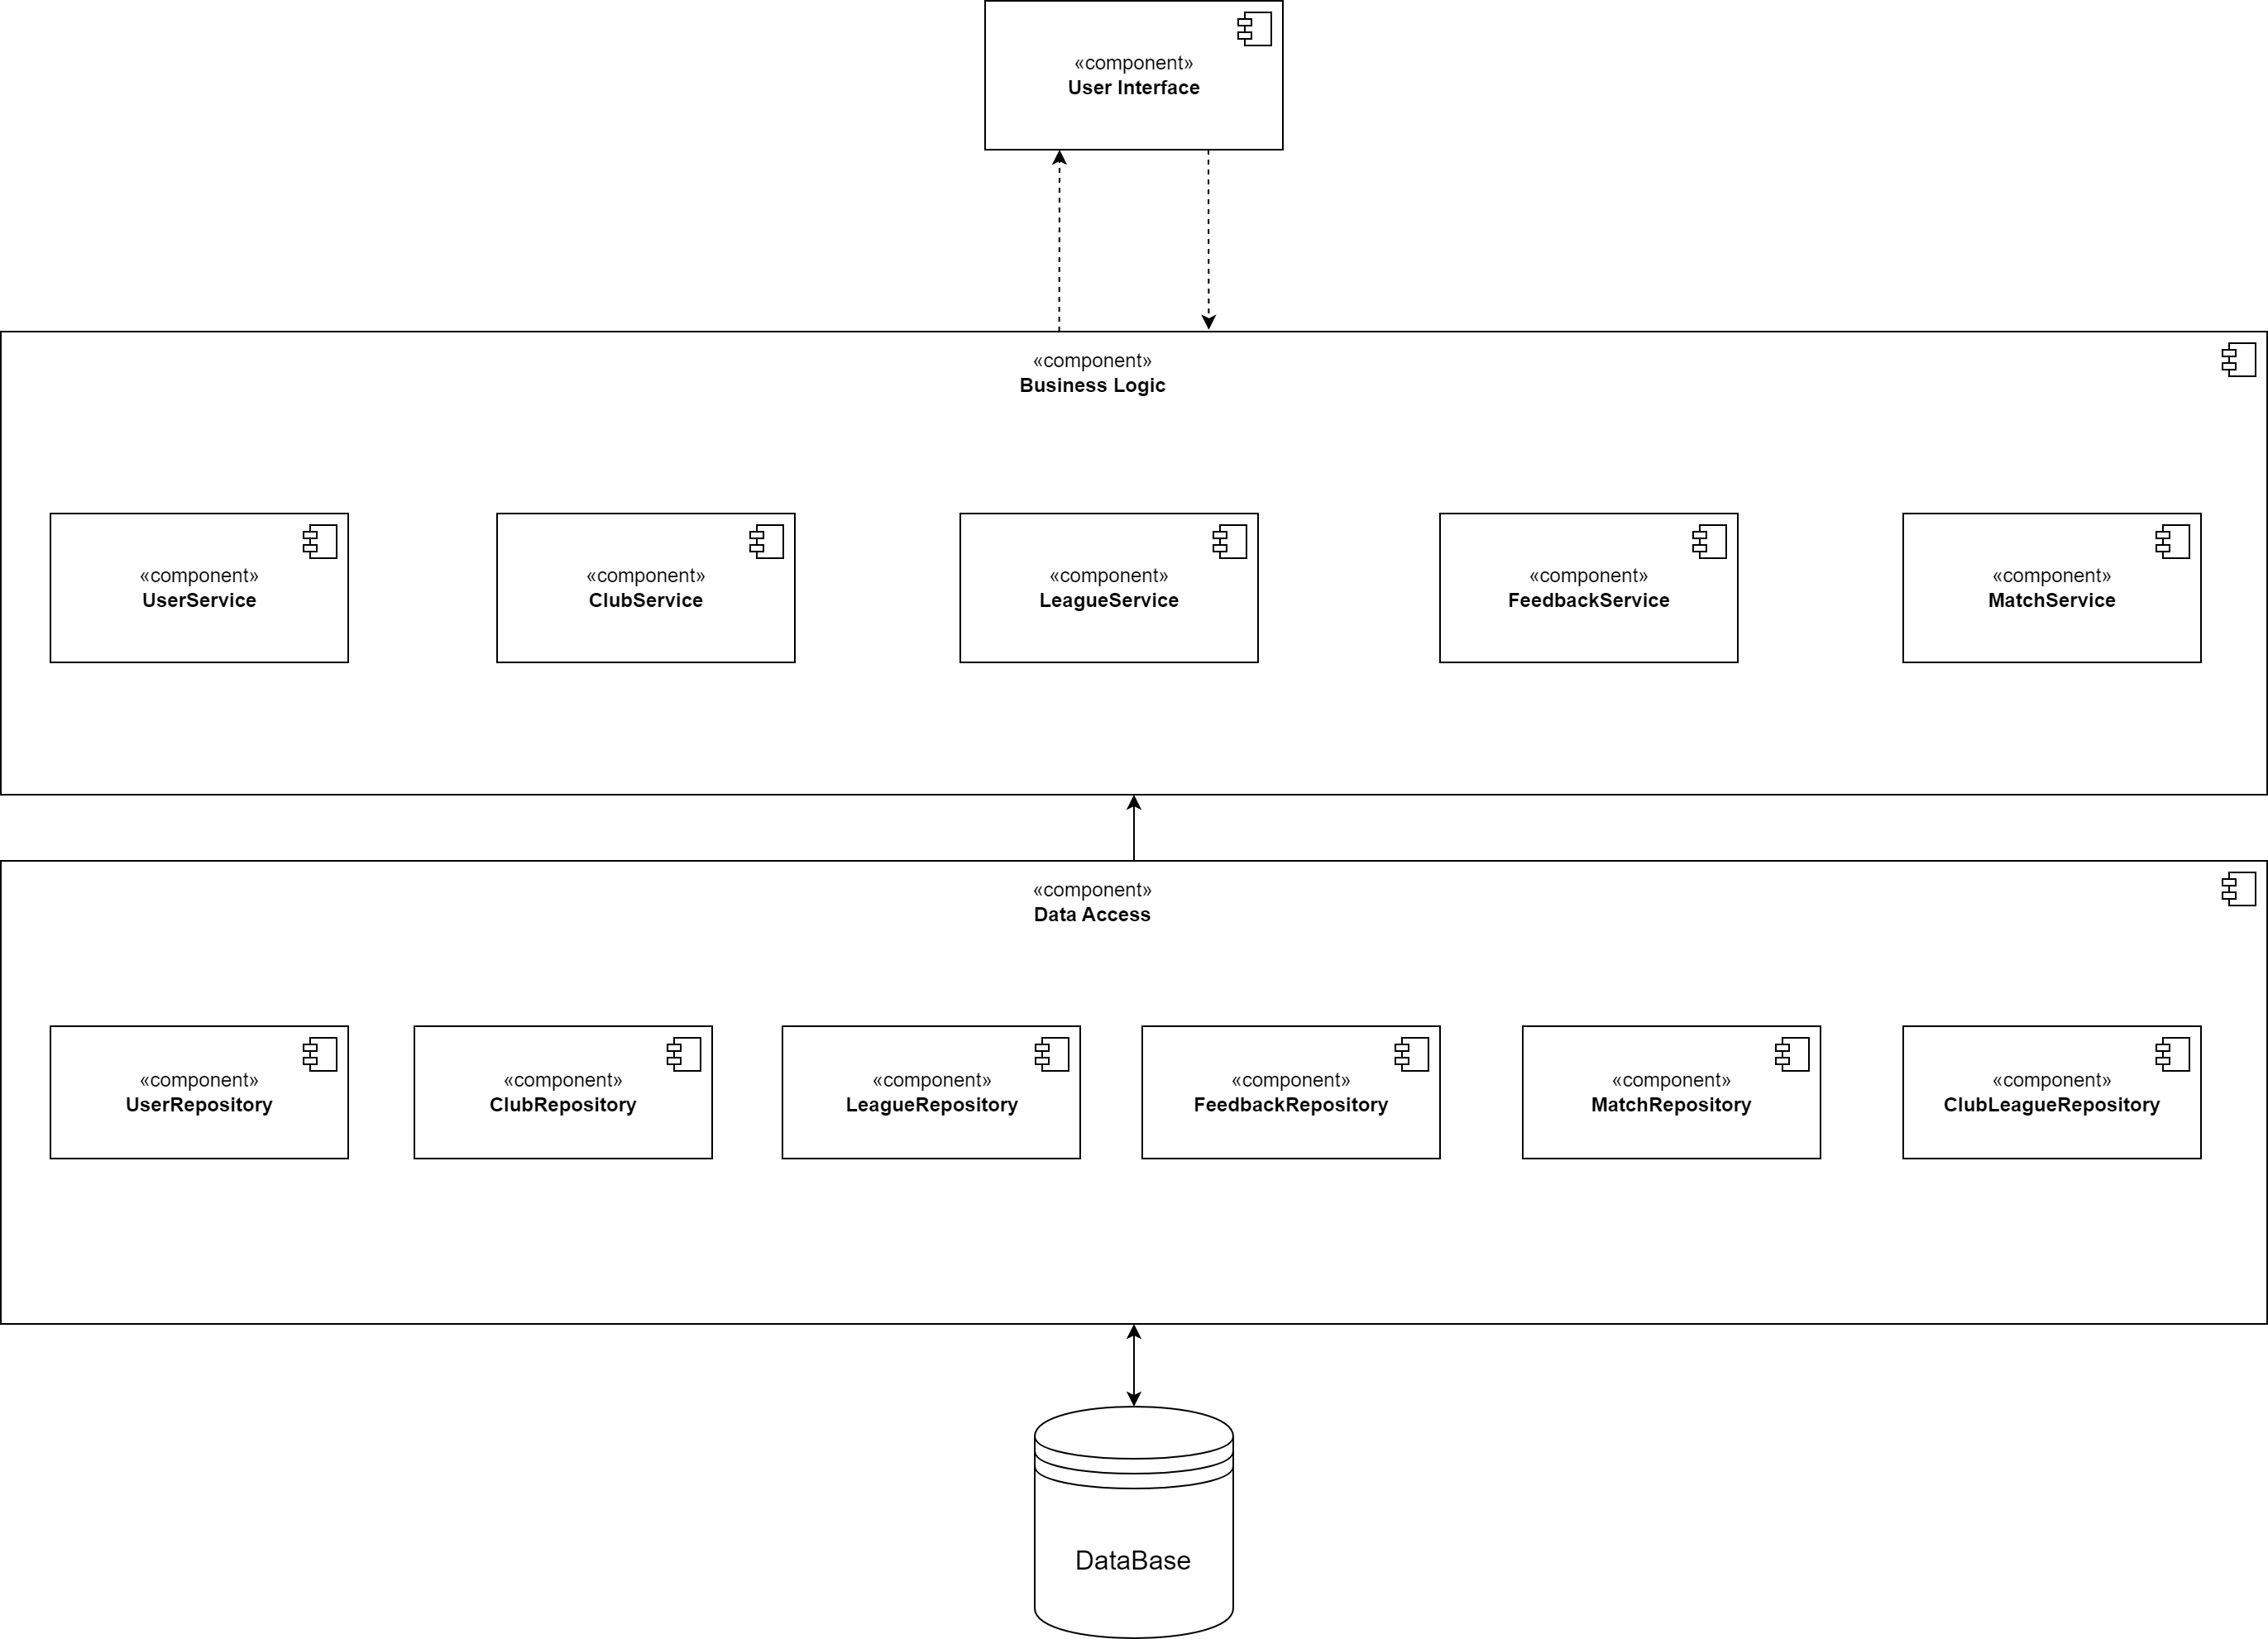 «component»
User Interface
«component»
Business Logic
«component»
UserService
«component»
ClubService
«component»
LeagueService
«component»
FeedbackService
«component»
MatchService
«component»
Data Access
«component»
UserRepository
«component»
ClubRepository
«component»
LeagueRepository
«component»
FeedbackRepository
«component»
MatchRepository
«component»
ClubLeagueRepository
DataBase